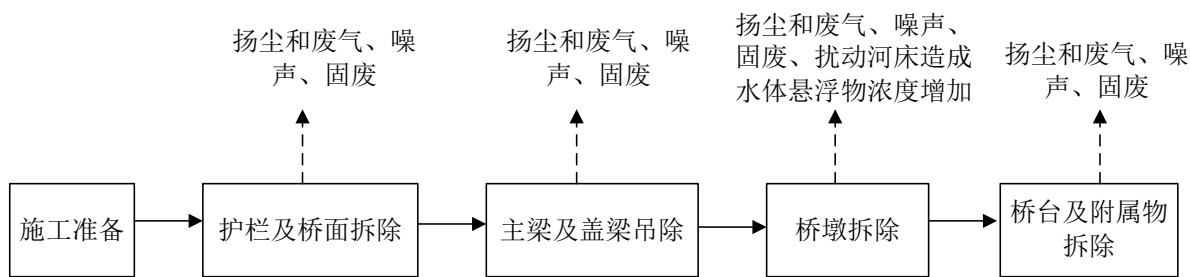 扬尘和废气、噪
声、固废
扬尘和废气、噪
声、固废
扬尘和废气、噪声、
固废、扰动河床造成
水体悬浮物浓度增加
扬尘和废气、噪
声、固废
施工准备
护栏及桥面拆除
主梁及盖梁吊除
桥墩拆除
桥台及附属物
拆除